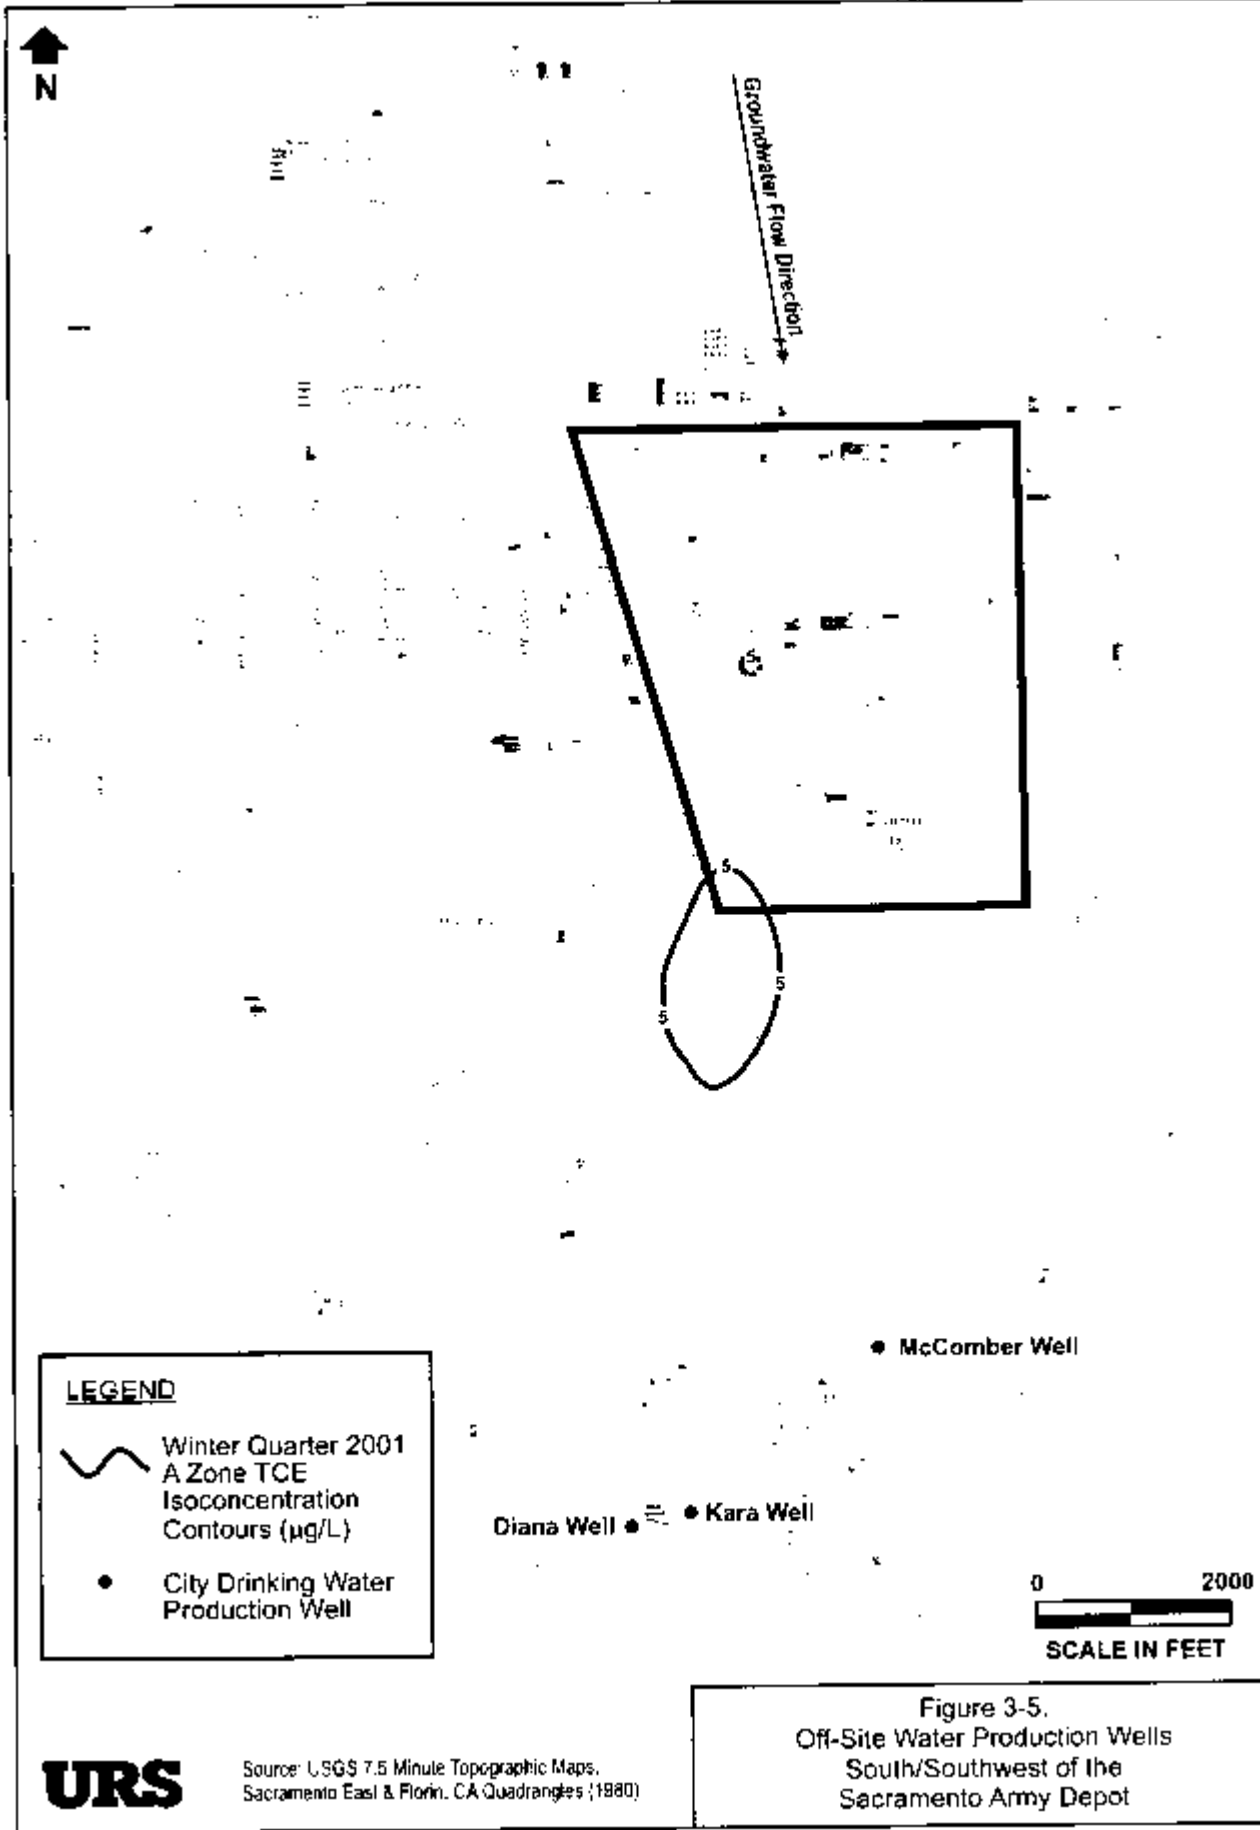 N
Groundwater Flow Direction
5
5
5
5
McComber Well
LEGEND
Winter Quarter 2001
A Zone TCE
Isoconcentration
Contours (µg/L)
City Drinking Water
Production Well
Diana Well
Kara Well
0 2000
SCALE IN FEET
Figure 3-5.
Off-Site Water Production Wells
South/Southwest of the
Sacramento Army Depot
URS
Source: USGS 7.5 Minute Topographic Maps,
Sacramento East & Florin, CA Quadrangles (1980)